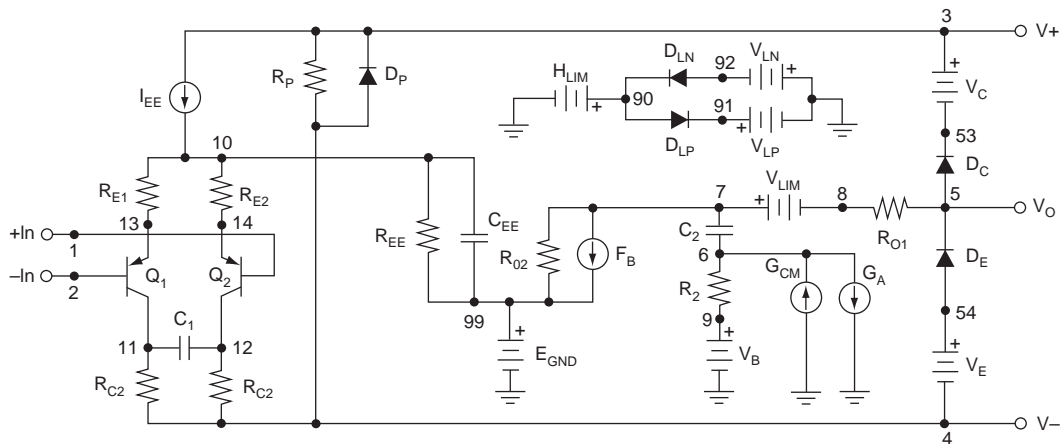 3
V+
DLN
92
VLN
+
HLIM
+
90
91
+
DLP
VLP
RP
DP
IEE
+
VC
53
DC
10
RE1
RE2
VLIM
7
+
8
5
VO
RO1
13
14
+In
1
–In
2
Q1
Q2
REE
CEE
R02
FB
C2
6
GCM
GA
DE
R2
54
9
+
VB
99
+
EGND
+
VE
C1
11
12
RC2
RC2
4
V–